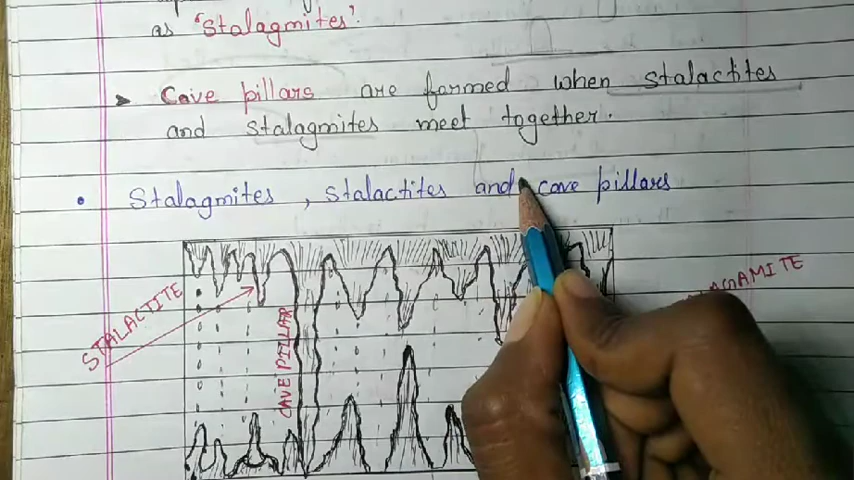 as 'Stalagmites'.
➤ Cave pillars are formed when stalactites
and stalagmites meet together.
• Stalagmites, stalactites and cave pillars
STALACTITE
CAVE PILLAR